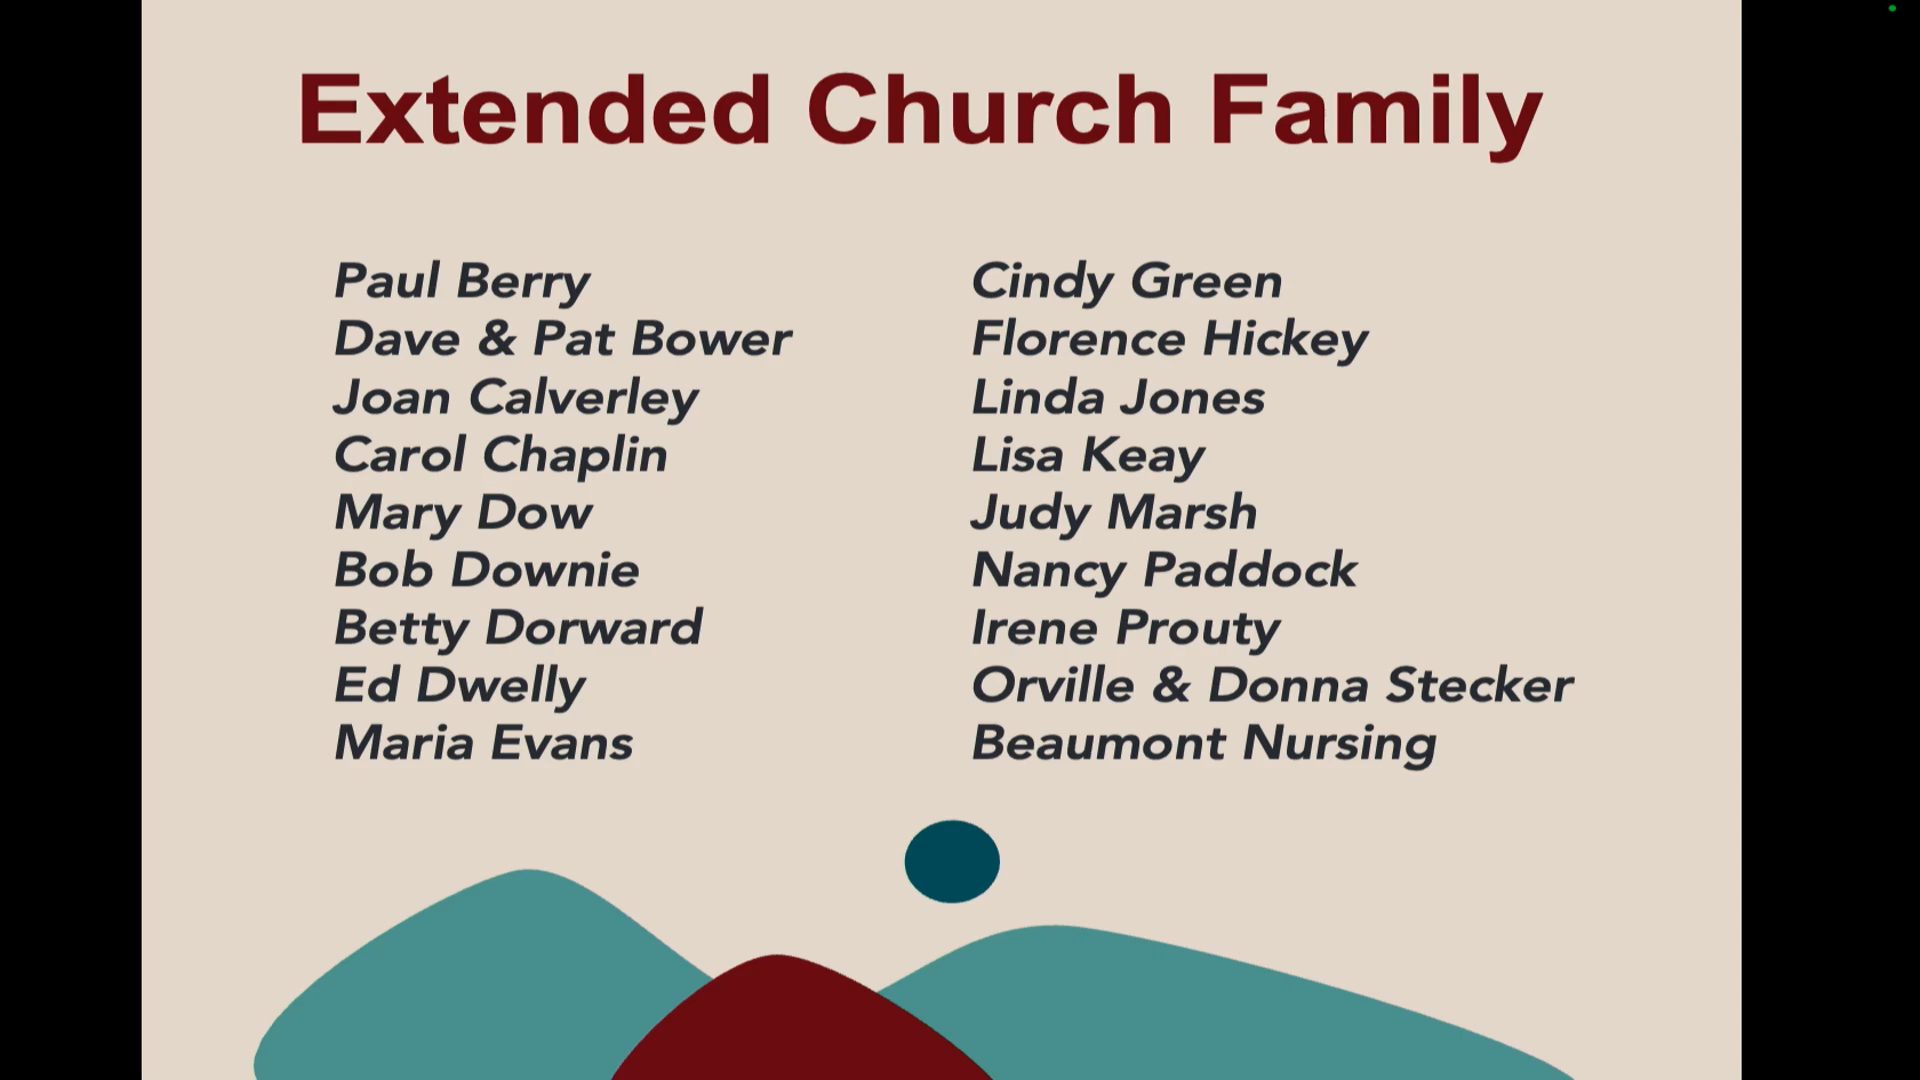 Extended Church Family
Paul Berry
Dave & Pat Bower
Joan Calverley
Carol Chaplin
Mary Dow
Bob Downie
Betty Dorward
Ed Dwelly
Maria Evans
Cindy Green
Florence Hickey
Linda Jones
Lisa Keay
Judy Marsh
Nancy Paddock
Irene Prouty
Orville & Donna Stecker
Beaumont Nursing